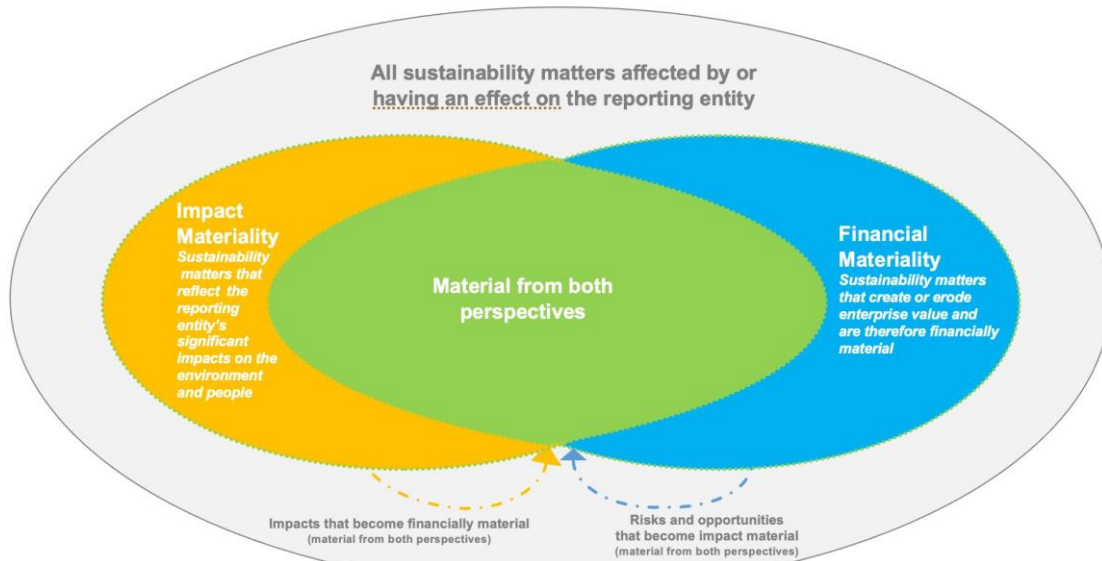 All sustainability matters affected by or
having an effect on the reporting entity
Impact
Materiality
Sustainability
matters that
reflect the
reporting
entity's
significant
impacts on the
environment
and people
Material from both
perspectives
Financial
Materiality
Sustainability matters
that create or erode
enterprise value and
are therefore financially
material
Impacts that become financially material
(material from both perspectives)
Risks and opportunities
that become impact material
(material from both perspectives)